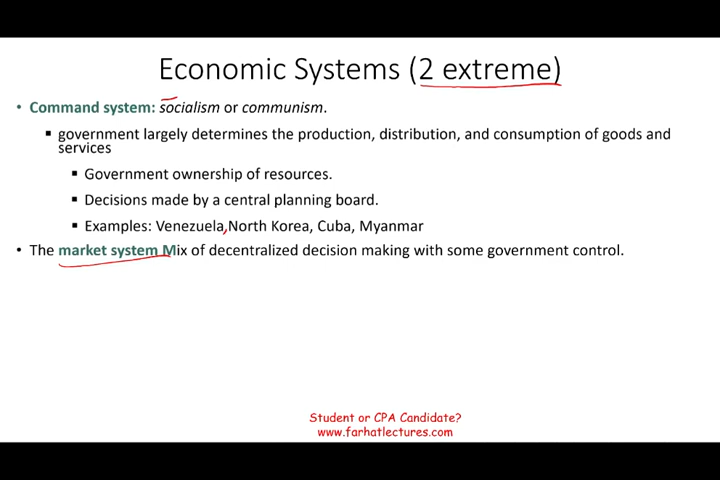 Economic Systems (2 extreme)
• Command system: socialism or communism.
▪ government largely determines the production, distribution, and consumption of goods and
services
▪ Government ownership of resources.
▪ Decisions made by a central planning board.
▪ Examples: Venezuela,North Korea, Cuba, Myanmar
• The market system Mix of decentralized decision making with some government control.
Student or CPA Candidate?
www.farhatlectures.com